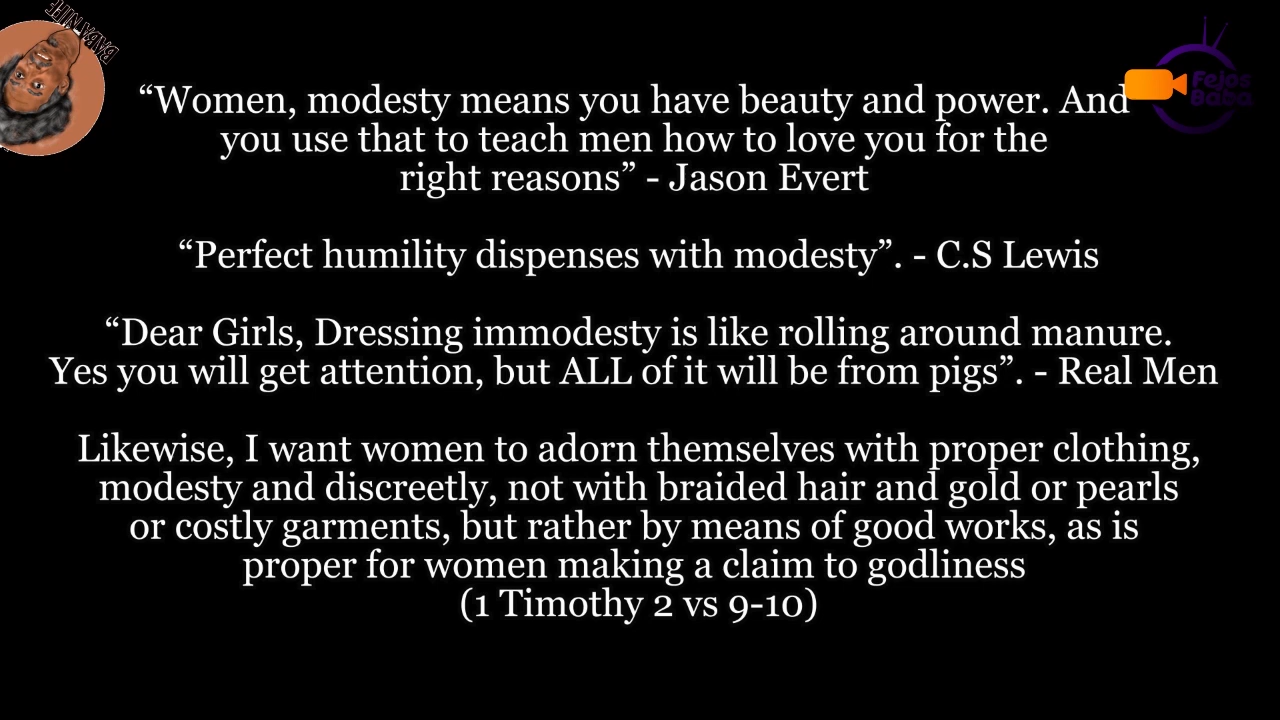 BABA NIFE
Fejos
Baba
“Women, modesty means you have beauty and power. And
you use that to teach men how to love you for the
right reasons” - Jason Evert
“Perfect humility dispenses with modesty”. - C.S Lewis
“Dear Girls, Dressing immodesty is like rolling around manure.
Yes you will get attention, but ALL of it will be from pigs”. - Real Men
Likewise, I want women to adorn themselves with proper clothing,
modesty and discreetly, not with braided hair and gold or pearls
or costly garments, but rather by means of good works, as is
proper for women making a claim to godliness
(1 Timothy 2 vs 9-10)